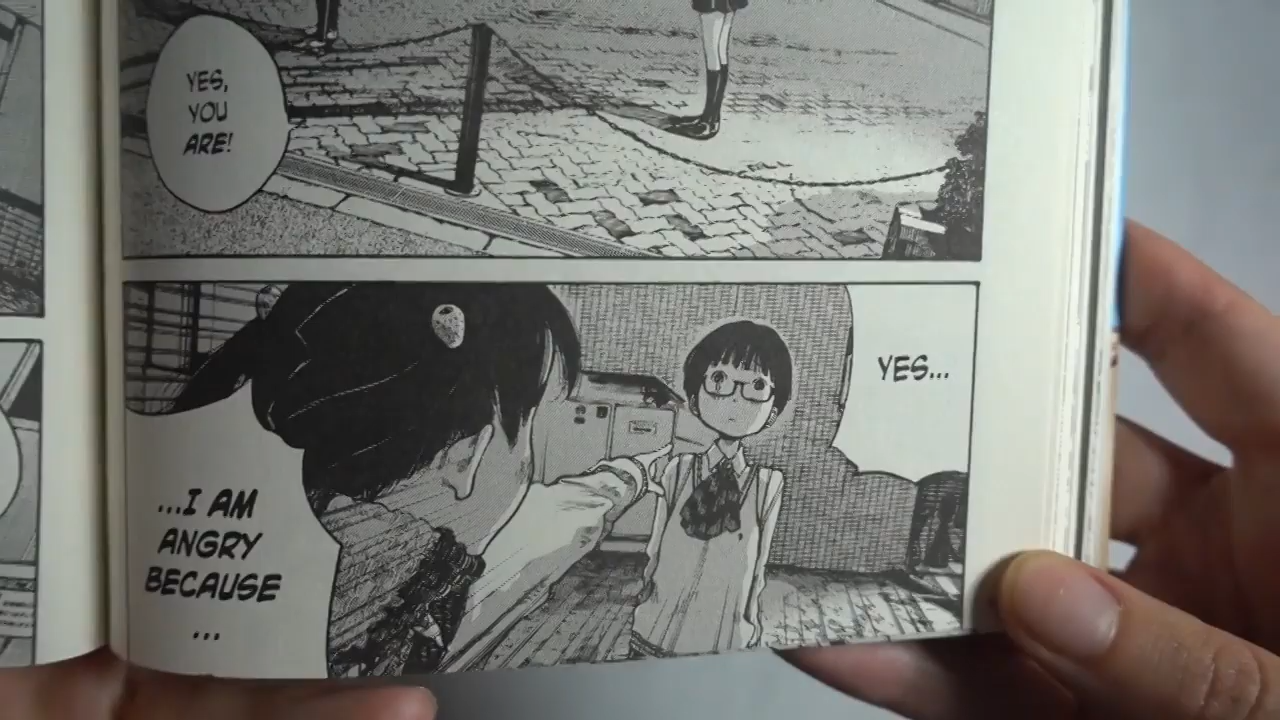 YES,
YOU
ARE!
YES...
...I AM
ANGRY
BECAUSE
...